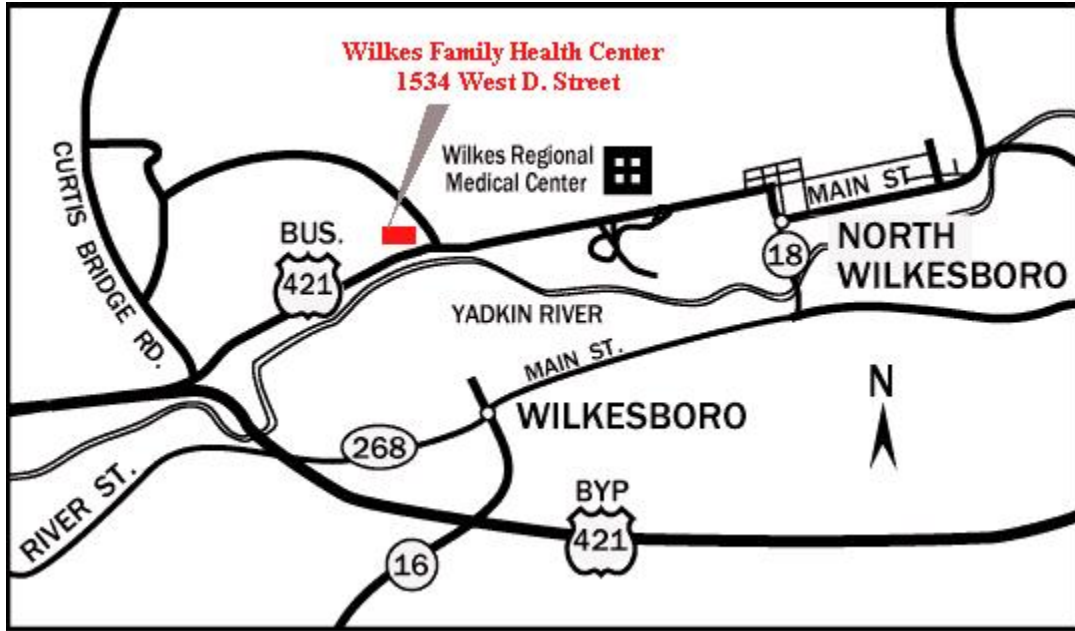 Wilkes Family Health Center
1534 West D. Street
CURTIS BRIDGE RD.
Wilkes Regional
Medical Center
MAIN ST.
BUS.
421
18
NORTH
WILKESBORO
YADKIN RIVER
MAIN ST.
N
WILKESBORO
268
RIVER ST.
BYP
421
16